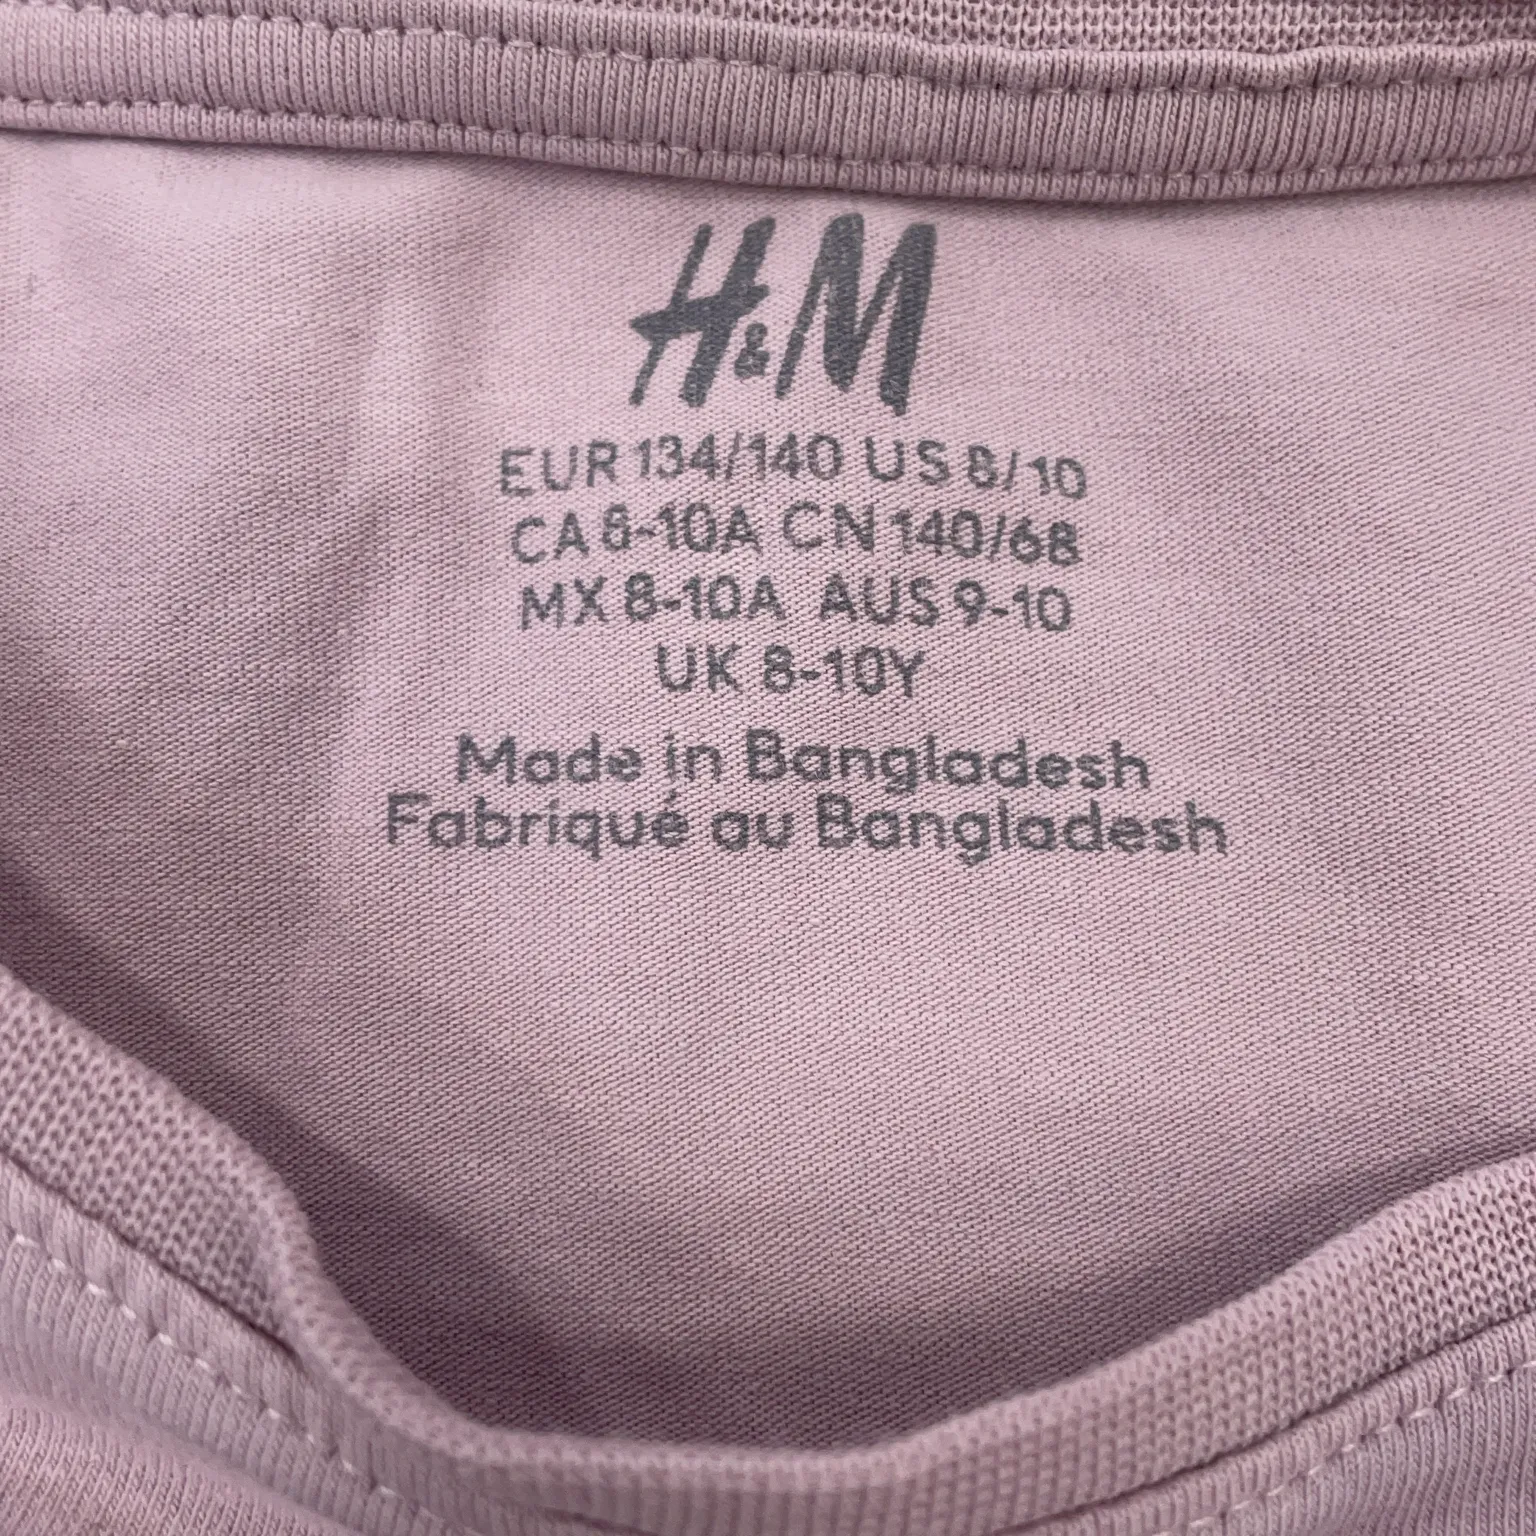 H&M
EUR 134/140 US 8/10
CA 8-10A CN 140/68
MX 8-10A AUS 9-10
UK 8-10Y
Made in Bangladesh
Fabriqué au Bangladesh